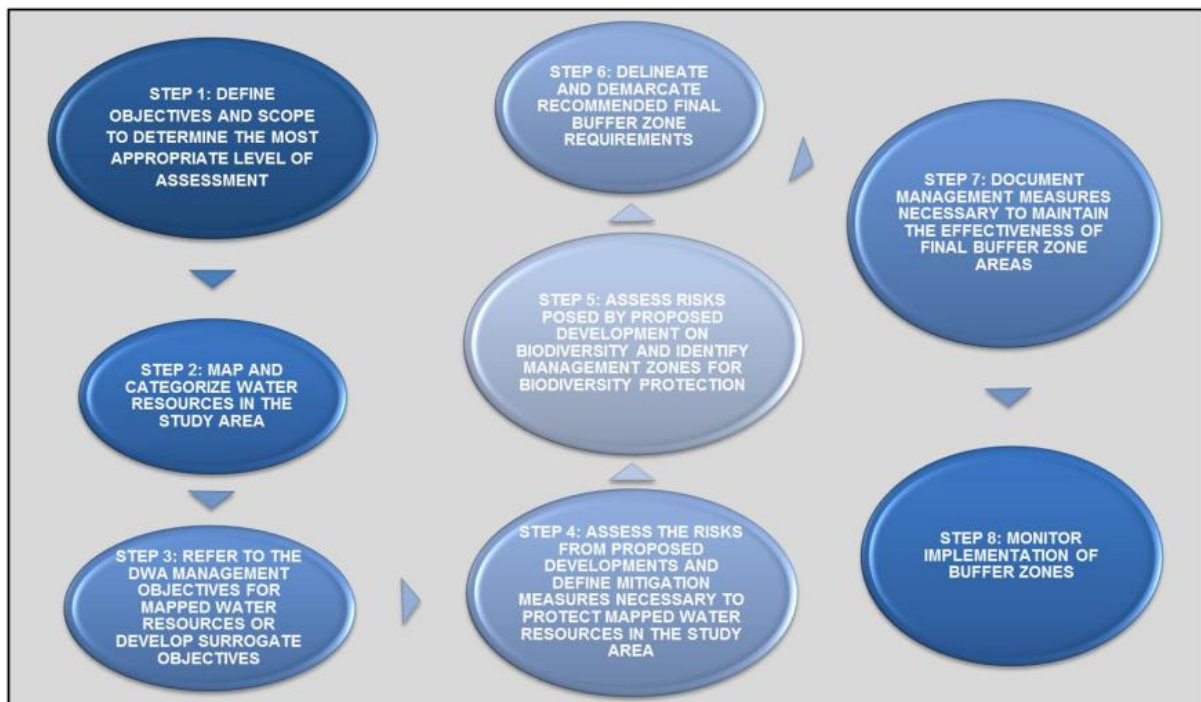 STEP 1: DEFINE
OBJECTIVES AND SCOPE
TO DETERMINE THE MOST
APPROPRIATE LEVEL OF
ASSESSMENT
STEP 2: MAP AND
CATEGORIZE WATER
RESOURCES IN THE
STUDY AREA
STEP 3: REFER TO THE
DWA MANAGEMENT
OBJECTIVES FOR
MAPPED WATER
RESOURCES OR
DEVELOP SURROGATE
OBJECTIVES
STEP 4: ASSESS THE RISKS
FROM PROPOSED
DEVELOPMENTS AND
DEFINE MITIGATION
MEASURES NECESSARY TO
PROTECT MAPPED WATER
RESOURCES IN THE STUDY
AREA
STEP 5: ASSESS RISKS
POSED BY PROPOSED
DEVELOPMENT ON
BIODIVERSITY AND IDENTIFY
MANAGEMENT ZONES FOR
BIODIVERSITY PROTECTION
STEP 6: DELINEATE
AND DEMARCATE
RECOMMENDED FINAL
BUFFER ZONE
REQUIREMENTS
STEP 7: DOCUMENT
MANAGEMENT MEASURES
NECESSARY TO MAINTAIN
THE EFFECTIVENESS OF
FINAL BUFFER ZONE
AREAS
STEP 8: MONITOR
IMPLEMENTATION OF
BUFFER ZONES